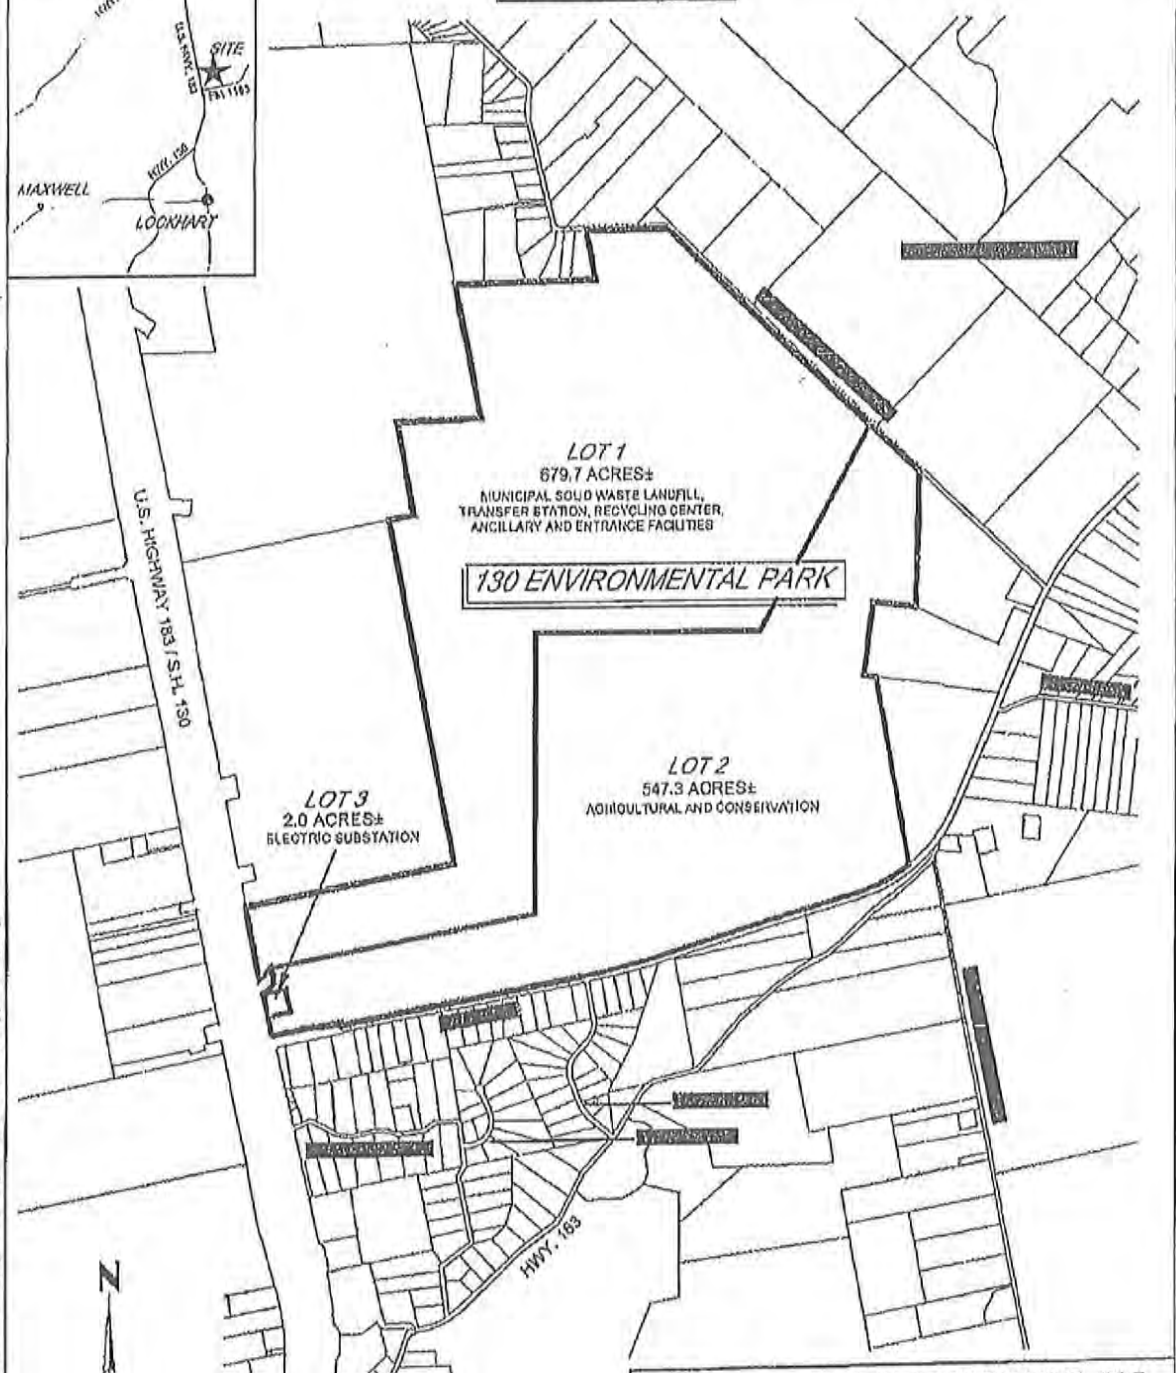 U.S. HWY. 183
SITE
FM 1185
HWY. 130
MAXWELL
LOCKHART
LOT 1
679.7 ACRES±
MUNICIPAL SOLID WASTE LANDFILL,
TRANSFER STATION, RECYCLING CENTER,
ANCILLARY AND ENTRANCE FACILITIES
130 ENVIRONMENTAL PARK
U.S. HIGHWAY 183 / S.H. 130
LOT 2
547.3 ACRES±
AGRICULTURAL AND CONSERVATION
LOT 3
2.0 ACRES±
ELECTRIC SUBSTATION
HWY. 183
N